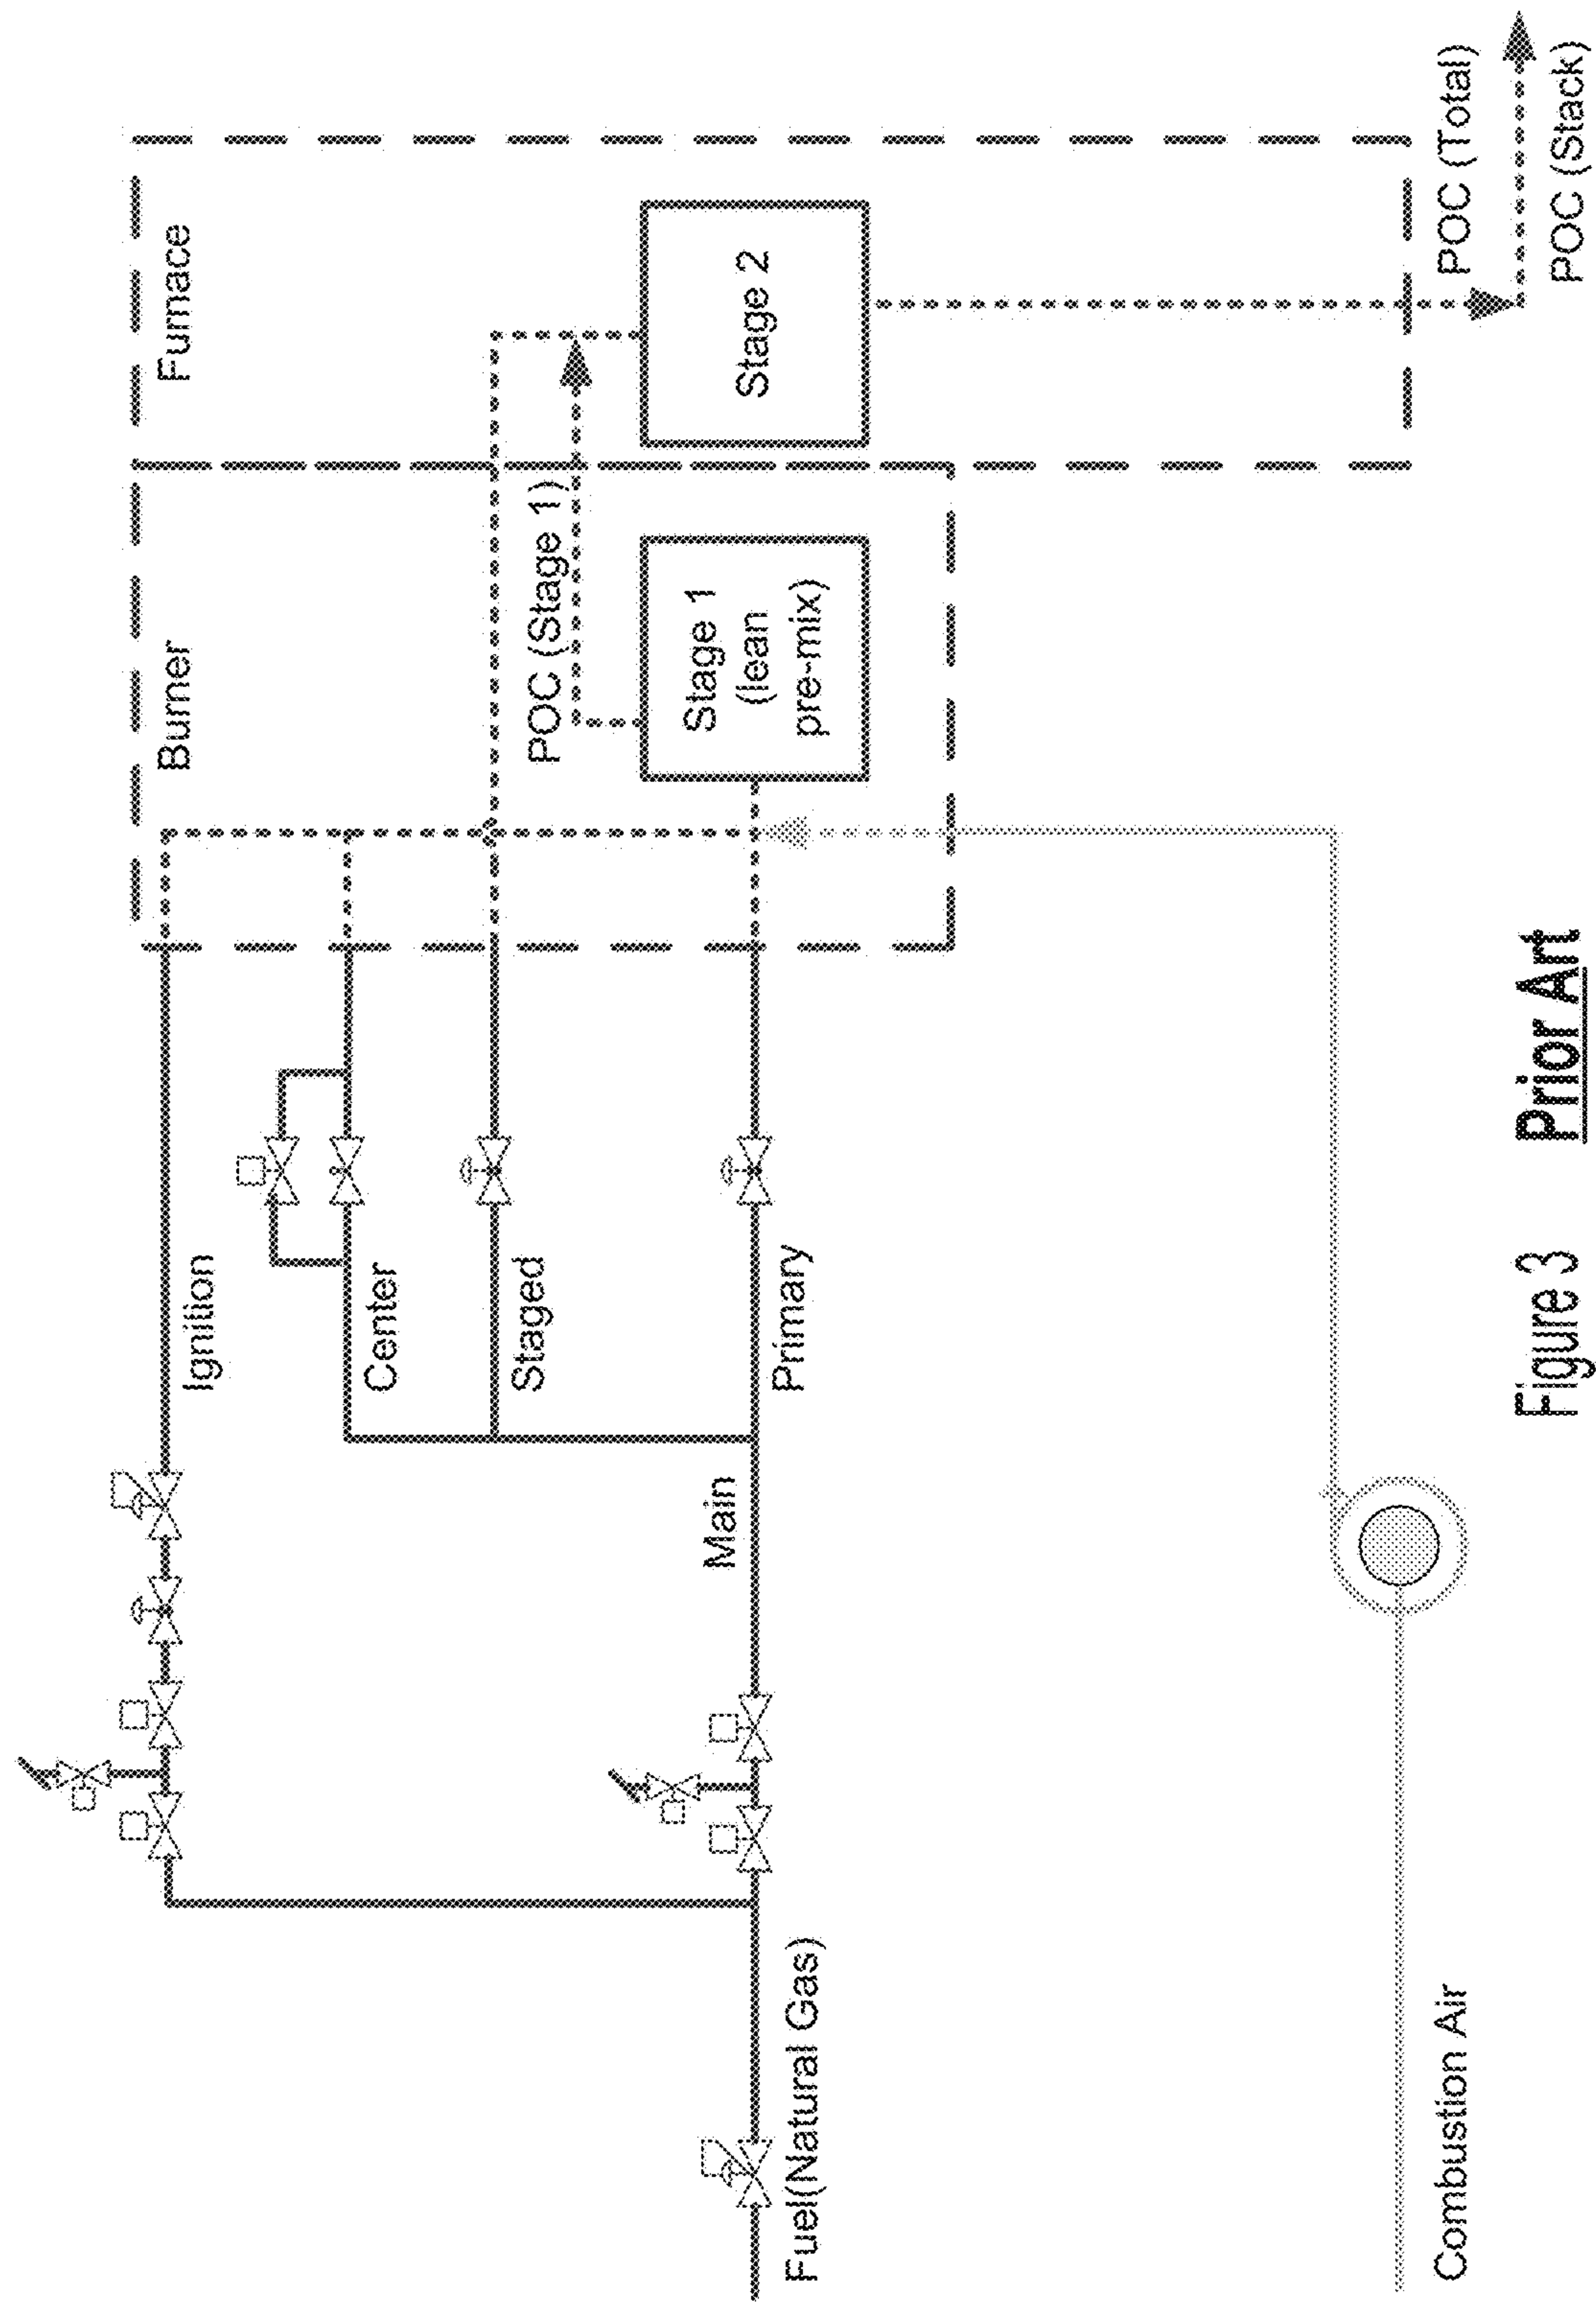 Furnace
Burner
Ignition
Center
Staged
Primary
Main
Fuel(Natural Gas)
Combustion Air
POC (Stage 1)
Stage 1
(lean
pre-mix)
Stage 2
POC (Total)
POC (Stack)
Figure 3 Prior Art